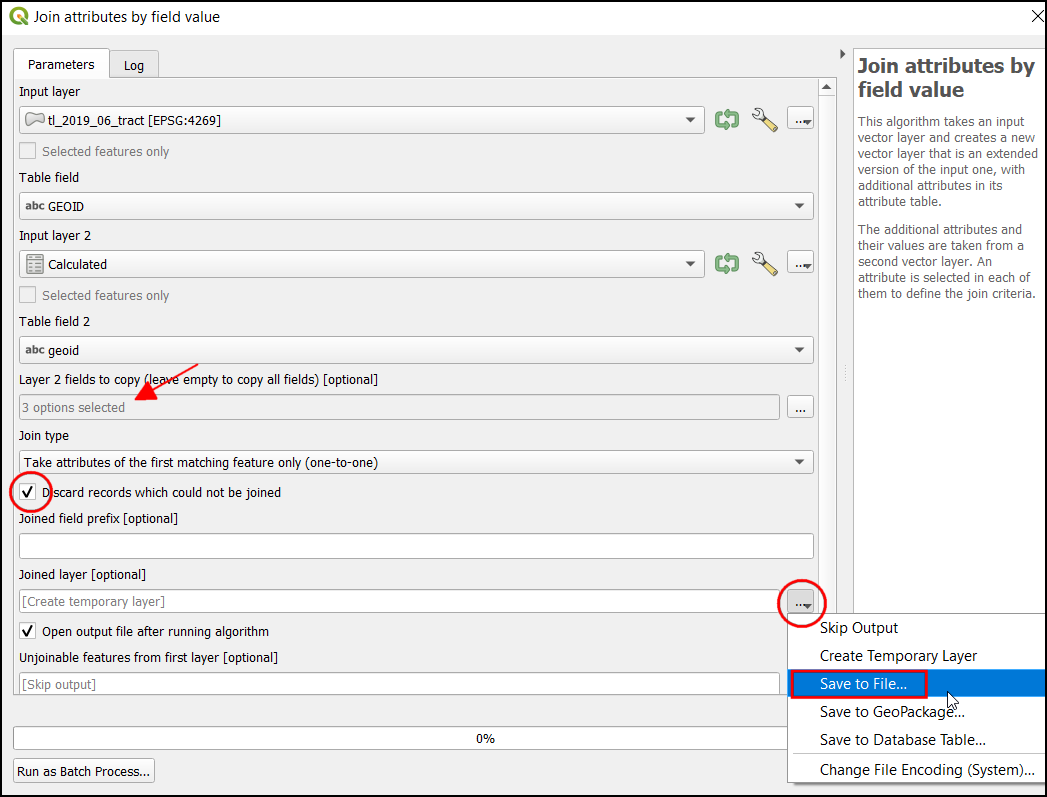 Join attributes by field value
Parameters
Log
Input layer
tl_2019_06_tract [EPSG:4269]
...
Selected features only
Table field
abc GEOID
Input layer 2
Calculated
...
Selected features only
Table field 2
abc geoid
Layer 2 fields to copy (leave empty to copy all fields) [optional]
3 options selected
...
Join type
Take attributes of the first matching feature only (one-to-one)
Discard records which could not be joined
Joined field prefix [optional]
Joined layer [optional]
[Create temporary layer]
...
Open output file after running algorithm
Unjoinable features from first layer [optional]
[Skip output]
0%
Run as Batch Process...
Join attributes by
field value
This algorithm takes an input
vector layer and creates a new
vector layer that is an extended
version of the input one, with
additional attributes in its
attribute table.
The additional attributes and
their values are taken from a
second vector layer. An
attribute is selected in each of
them to define the join criteria.
Skip Output
Create Temporary Layer
Save to File...
Save to GeoPackage...
Save to Database Table...
Change File Encoding (System)...